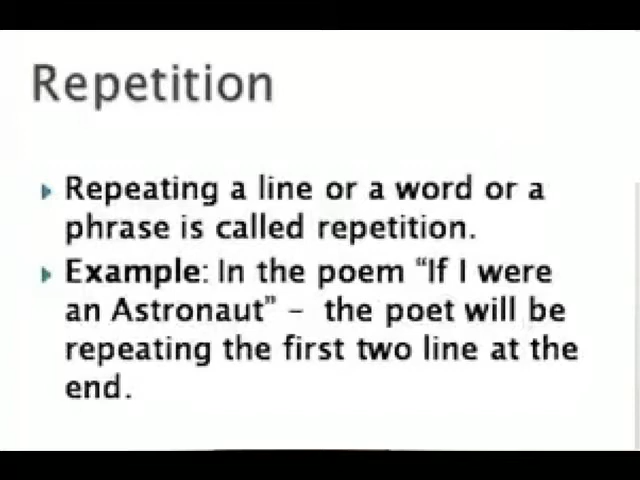 Repetition
Repeating a line or a word or a
phrase is called repetition.
Example: In the poem “If I were
an Astronaut” – the poet will be
repeating the first two line at the
end.